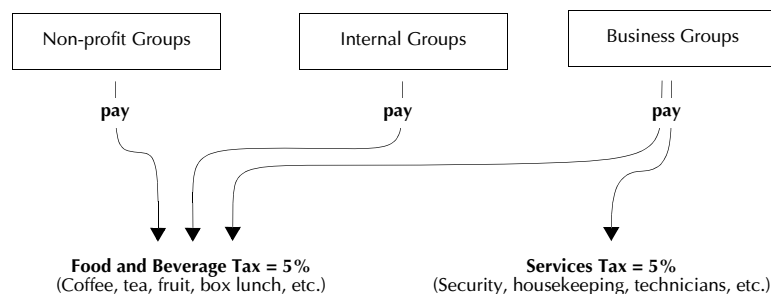 Non-profit Groups
Internal Groups
Business Groups
pay
pay
pay
Food and Beverage Tax = 5%
(Coffee, tea, fruit, box lunch, etc.)
Services Tax = 5%
(Security, housekeeping, technicians, etc.)